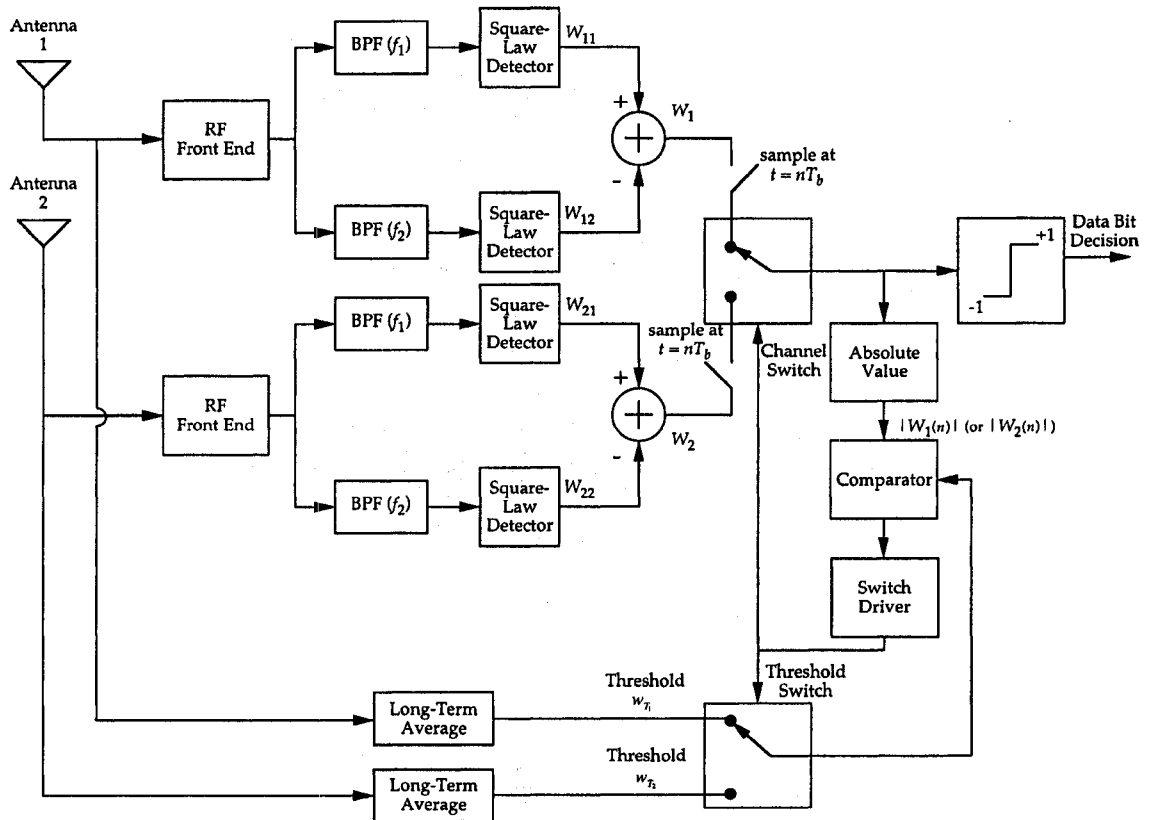 Antenna
1
RF
Front End
BPF (f1)
Square-
Law
Detector
W11
+
W1
-
BPF (f2)
Square-
Law
Detector
W12
sample at
t = nTb
Antenna
2
RF
Front End
BPF (f1)
Square-
Law
Detector
W21
+
W2
-
BPF (f2)
Square-
Law
Detector
W22
sample at
t = nTb
Channel
Switch
+1
-1
Data Bit
Decision
Absolute
Value
|W1(n)| (or |W2(n)|)
Comparator
Switch
Driver
Threshold
Switch
Long-Term
Average
Threshold
wT1
Long-Term
Average
Threshold
wT2